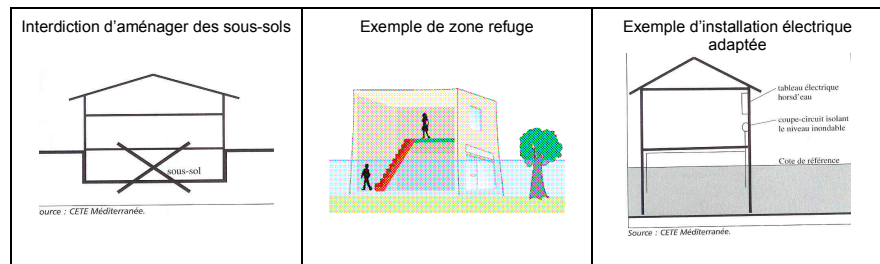 Interdiction d'aménager des sous-sols
sous-sol
ource : CETE Méditerranée.
Exemple de zone refuge
Exemple d'installation électrique
adaptée
tableau électrique
hors d'eau
coupe-circuit isolant
le niveau inondable
Cote de référence
Source : CETE Méditerranée.